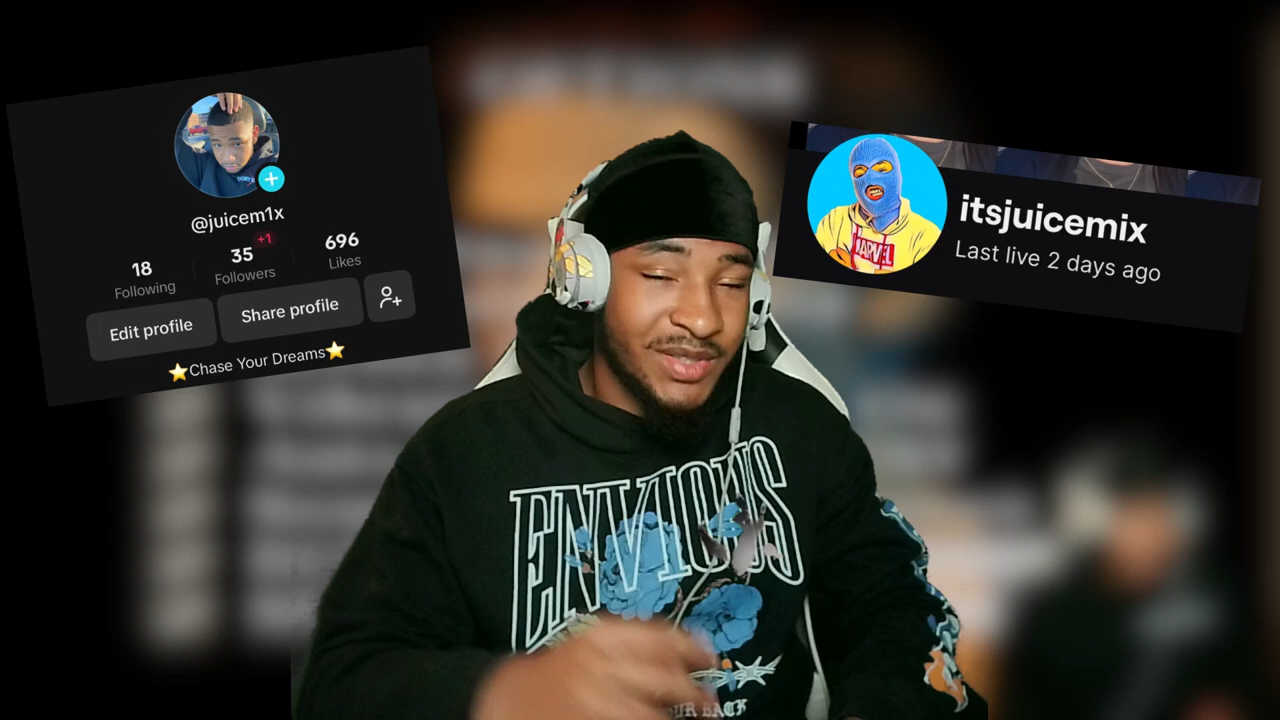 @juicem1x
18
Following
35
+1
Followers
696
Likes
Edit profile
Share profile
⭐Chase Your Dreams⭐
itsjuicemix
Last live 2 days ago
MARVEL
ENVIOUS
BACK